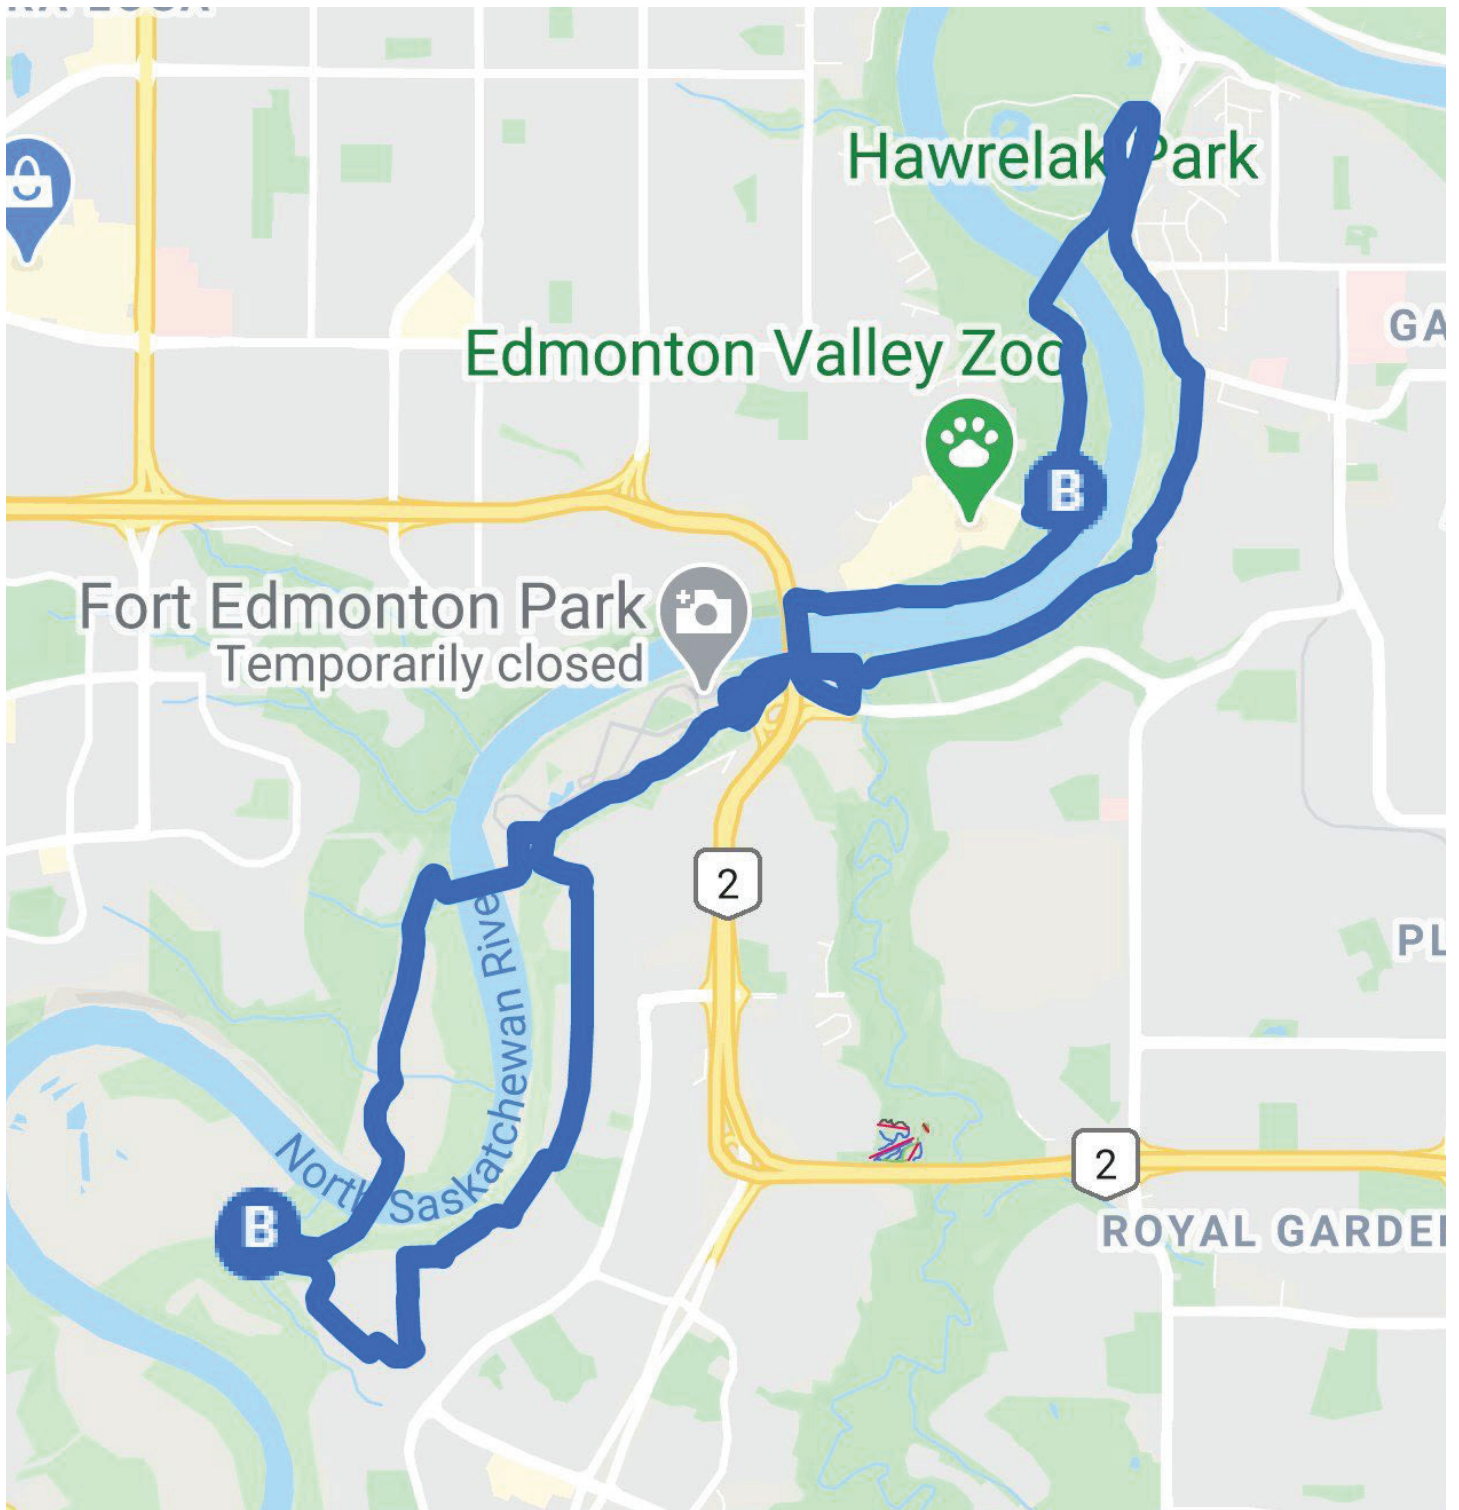 Hawrelak Park
GA
Edmonton Valley Zoo
B
Fort Edmonton Park
Temporarily closed
2
PL
North Saskatchewan River
2
B
ROYAL GARDE